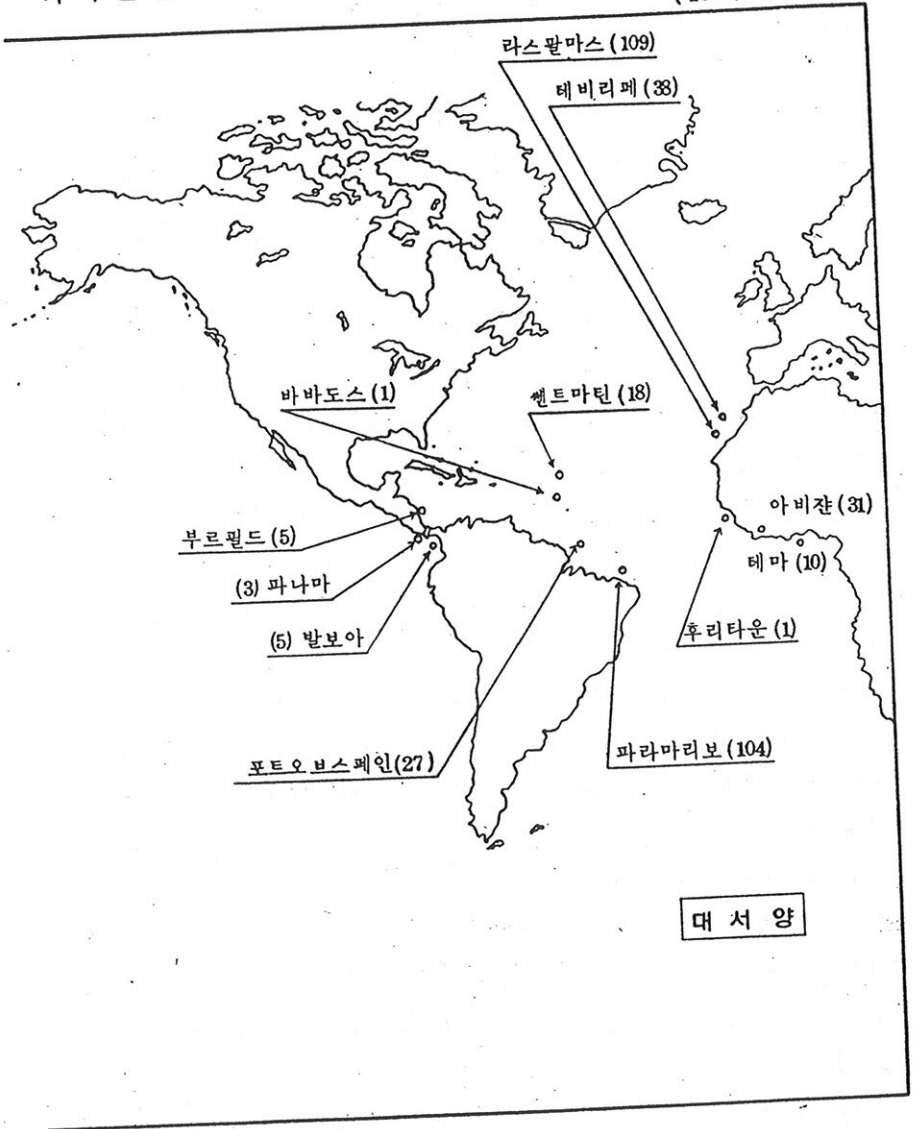 라스팔마스 (109)
테비리페 (38)
바바도스 (1)
쎈트마틴 (18)
아비쟌 (31)
부르필드 (5)
테마 (10)
(3) 파나마
(5) 발보아
후리타운 (1)
포트오브스페인 (27)
파라마리보 (104)
대서양